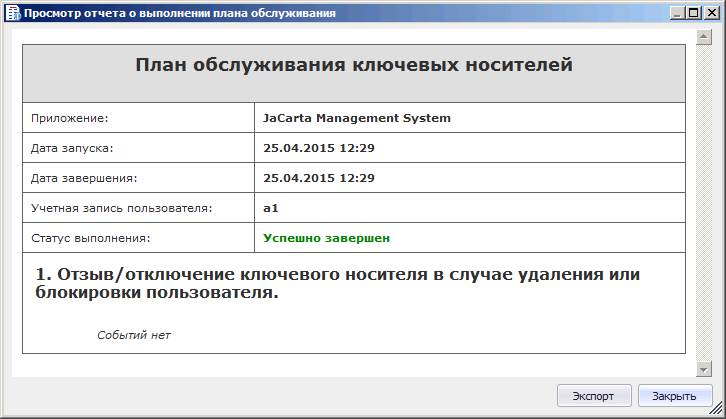 Просмотр отчета о выполнении плана обслуживания
План обслуживания ключевых носителей
Приложение: JaCarta Management System
Дата запуска: 25.04.2015 12:29
Дата завершения: 25.04.2015 12:29
Учетная запись пользователя: a1
Статус выполнения: Успешно завершен
1. Отзыв/отключение ключевого носителя в случае удаления или
блокировки пользователя.
Событий нет
Экспорт Закрыть